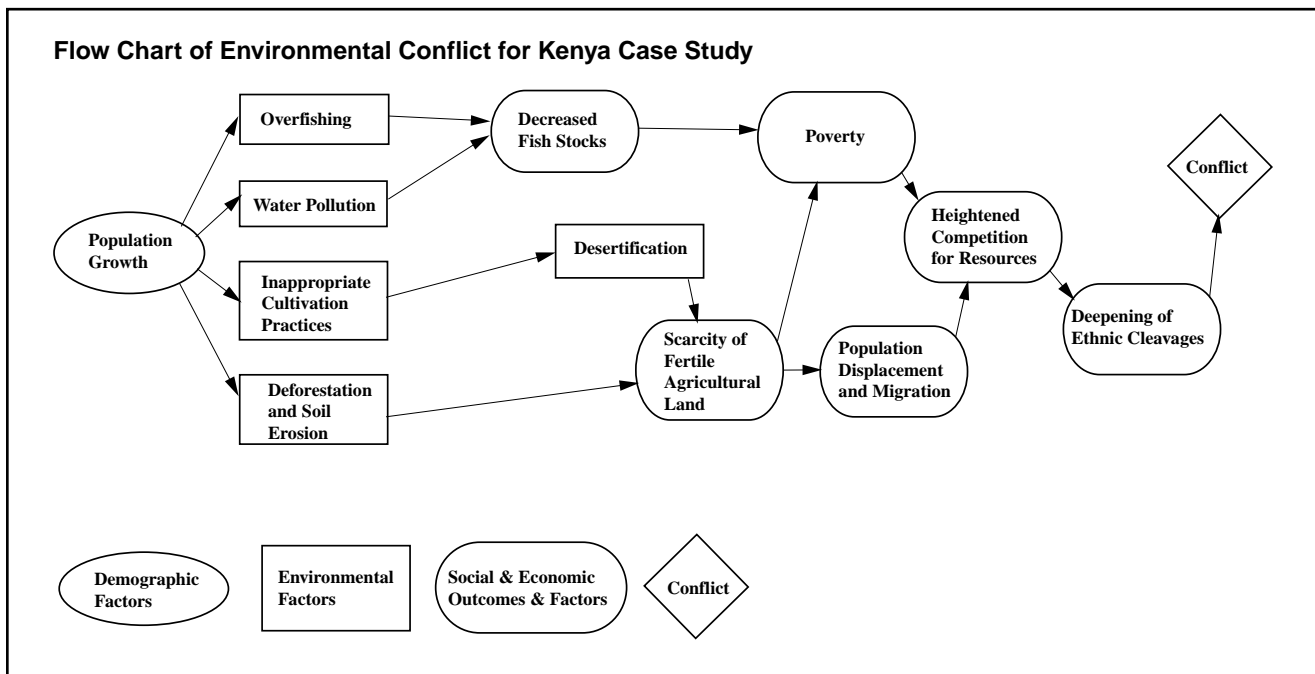 Flow Chart of Environmental Conflict for Kenya Case Study
Overfishing
Decreased
Fish Stocks
Poverty
Conflict
Water Pollution
Population
Growth
Heightened
Competition
for Resources
Desertification
Inappropriate
Cultivation
Practices
Deepening of
Ethnic Cleavages
Scarcity of
Fertile
Agricultural
Land
Population
Displacement
and Migration
Deforestation
and Soil
Erosion
Demographic
Factors
Environmental
Factors
Social & Economic
Outcomes & Factors
Conflict